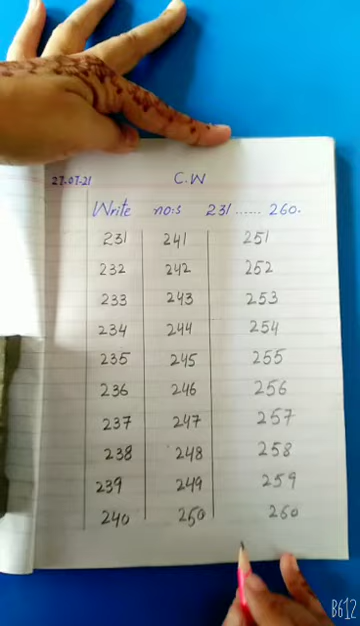 27-07-21 C.W
Write no:s 231 ...... 260.
231 241 251
232 242 252
233 243 253
234 244 254
235 245 255
236 246 256
237 247 257
238 248 258
239 249 259
240 250 260
B612